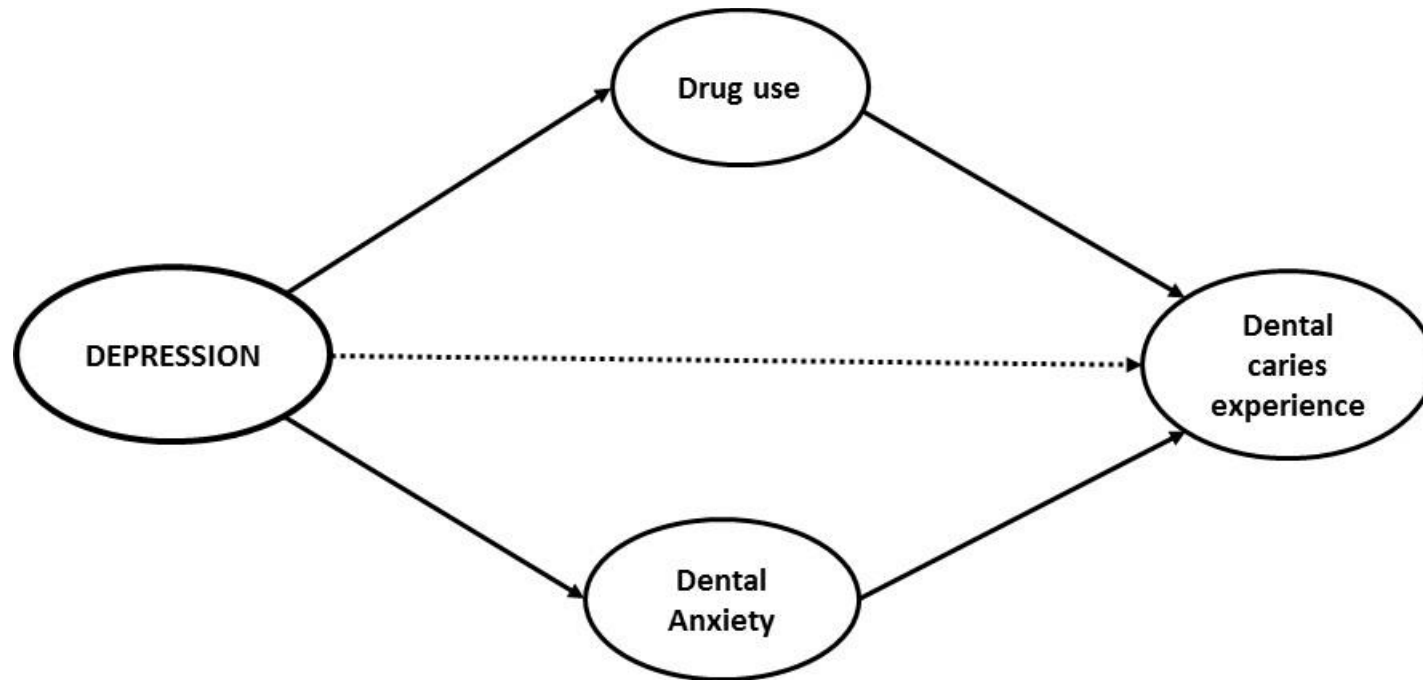 Drug use
DEPRESSION
Dental
caries
experience
Dental
Anxiety